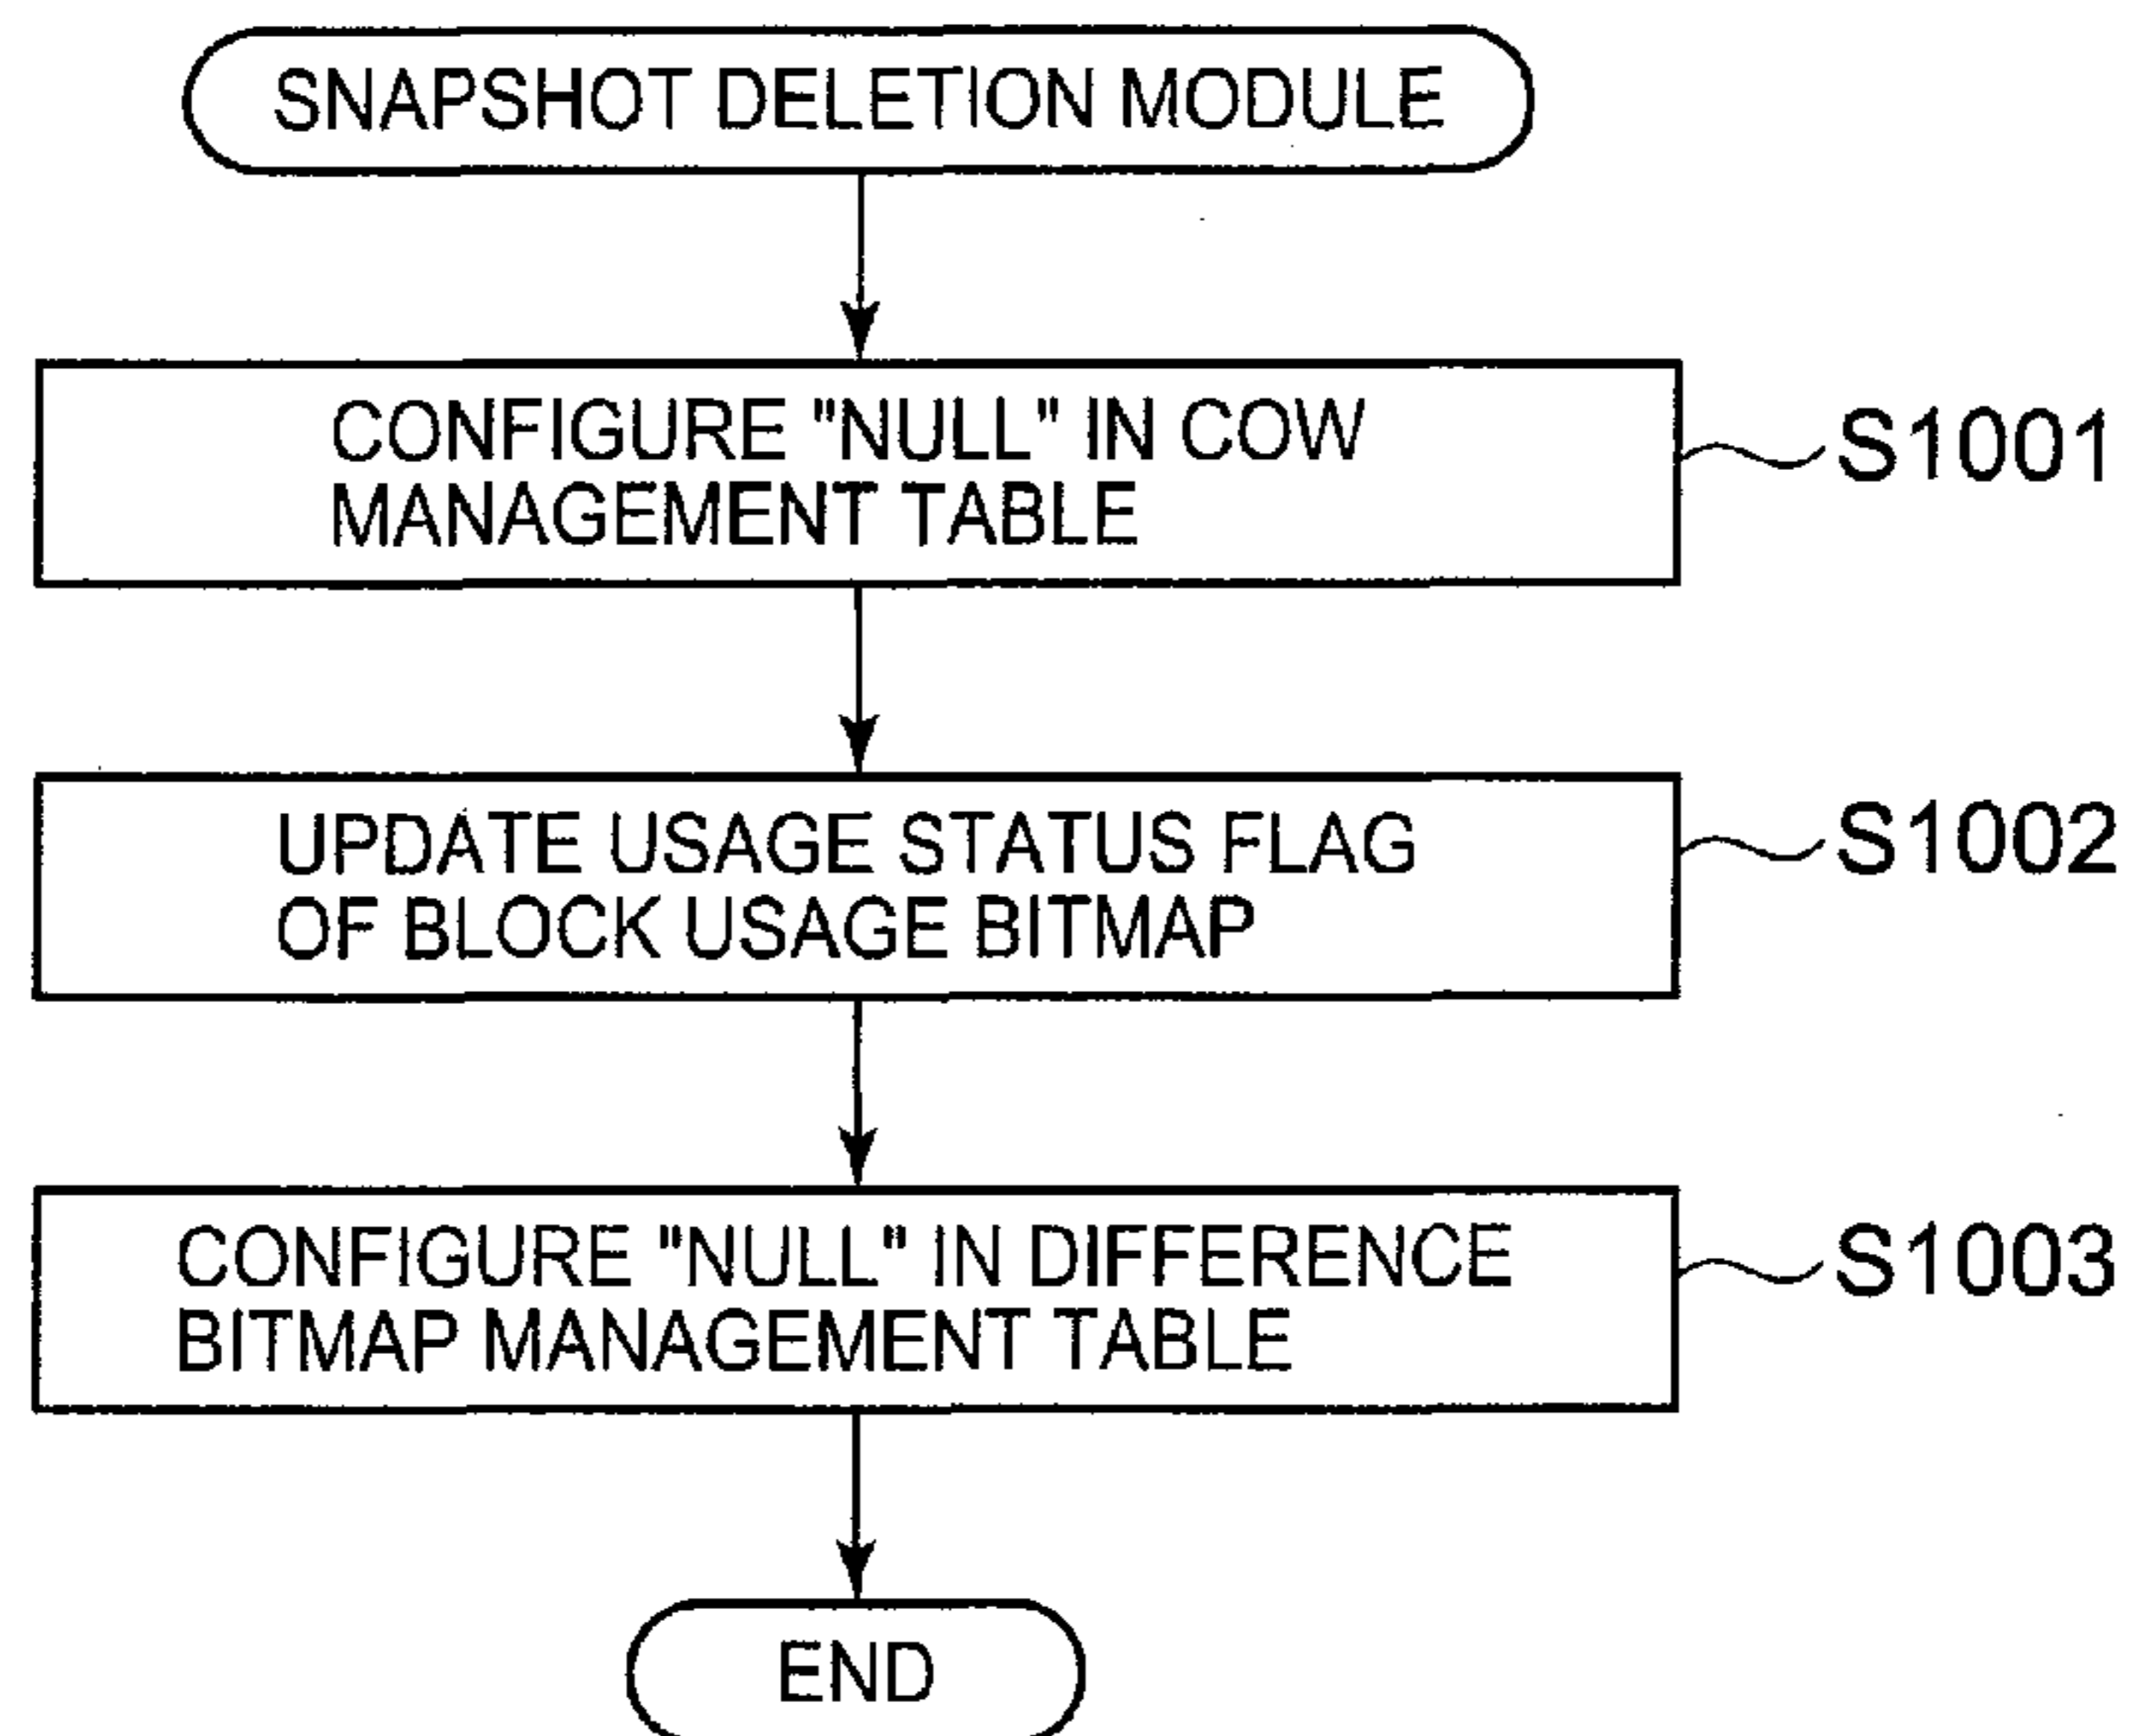 SNAPSHOT DELETION MODULE
CONFIGURE "NULL" IN COW
MANAGEMENT TABLE
S1001
UPDATE USAGE STATUS FLAG
OF BLOCK USAGE BITMAP
S1002
CONFIGURE "NULL" IN DIFFERENCE
BITMAP MANAGEMENT TABLE
S1003
END